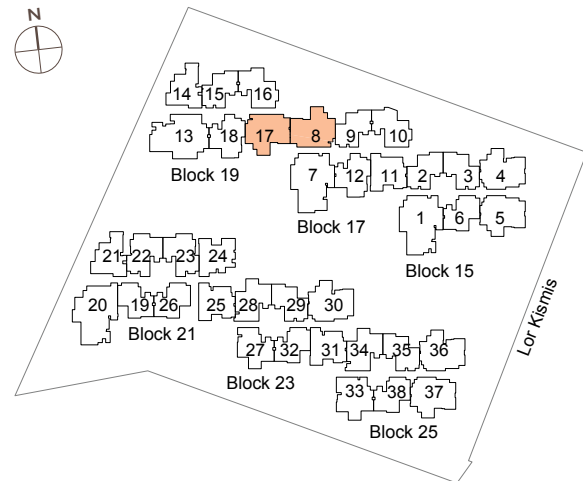 N
14 15 16
13 18 17 8 9 10
Block 19
7 12 11 2 3 4
Block 17
1 6 5
Block 15
21 22 23 24
20 19 26 25 28 29 30
Block 21
27 32 31 34 35 36
Block 23
33 38 37
Block 25
Lor Kismis